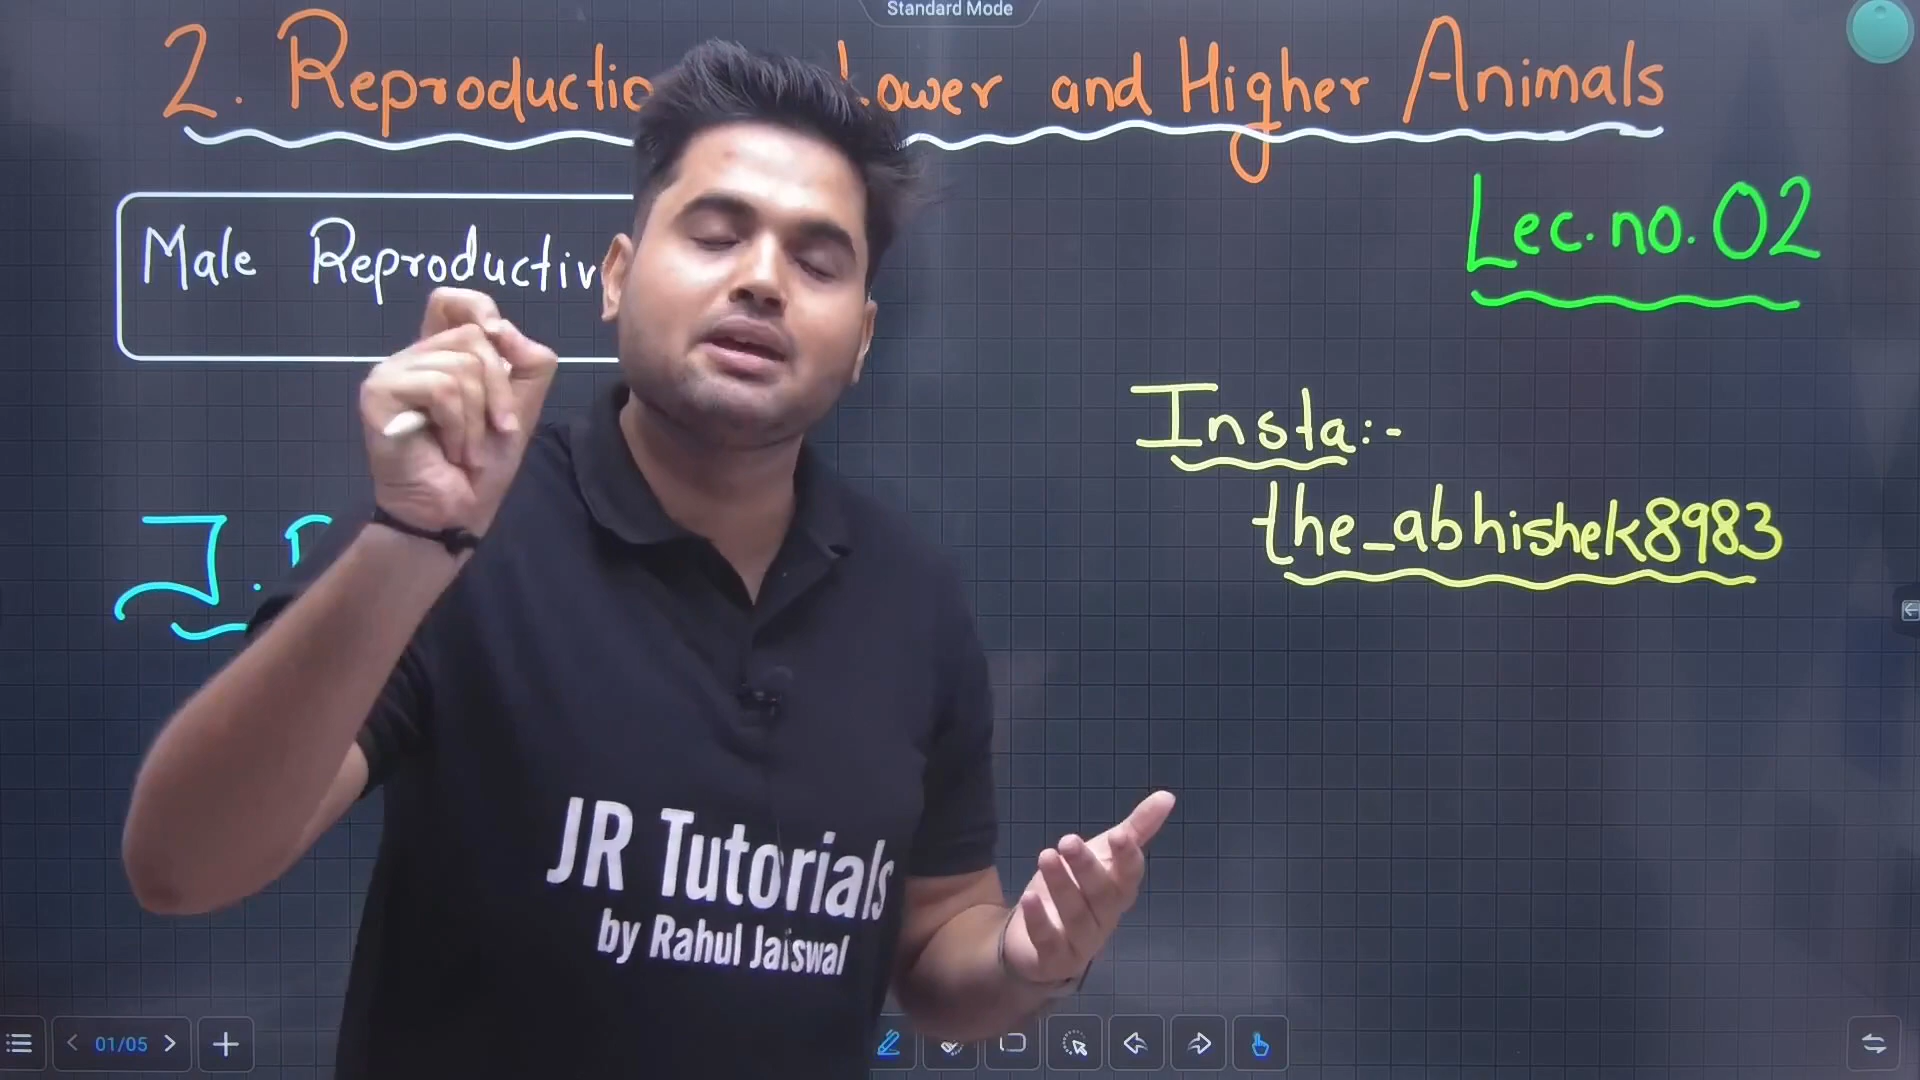 Standard Mode
2. Reproductio Lower and Higher Animals
Lec. no. 02
Male Reproductiv
Insta:-
the_abhishek8983
JR Tutorials
by Rahul Jaiswal
01/05